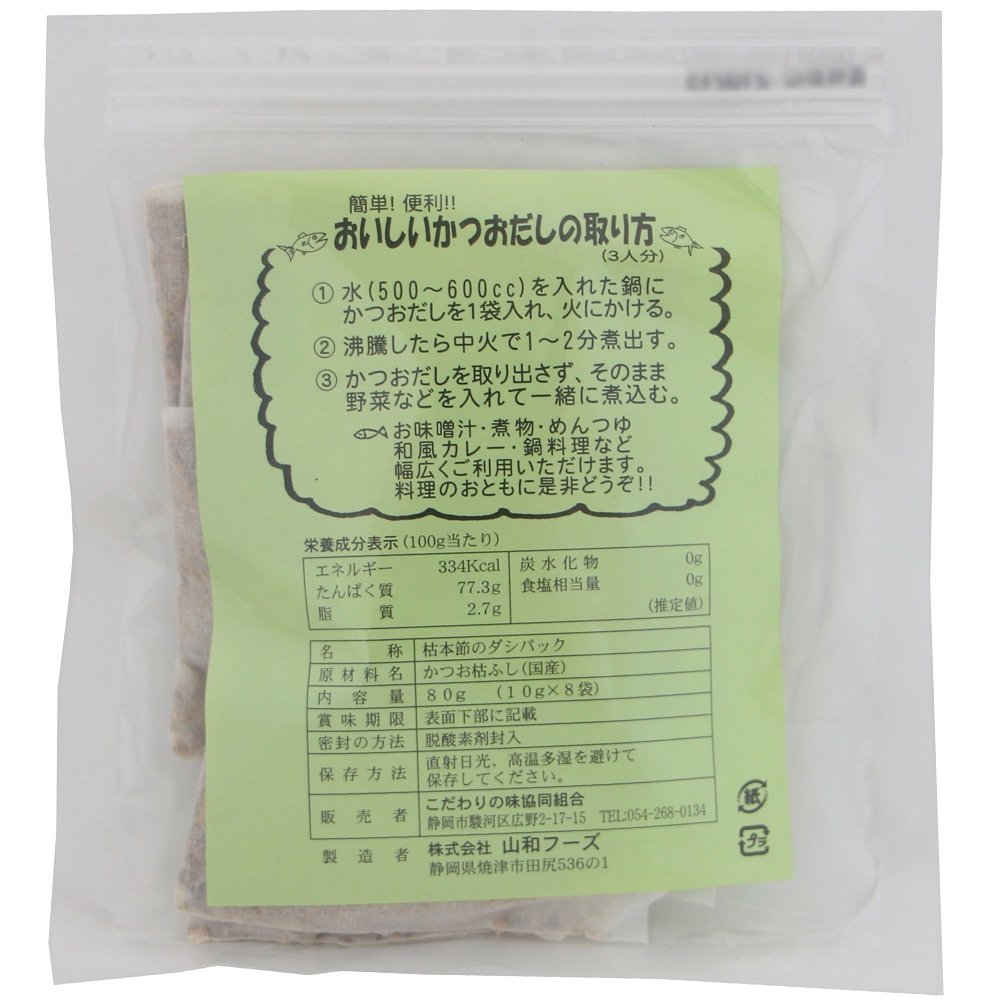 簡単! 便利!!
おいしいかつおだしの取り方
(3人分)
① 水(500〜600cc)を入れた鍋に
かつおだしを1袋入れ、火にかける。
② 沸騰したら中火で1〜2分煮出す。
③ かつおだしを取り出さず、そのまま
野菜などを入れて一緒に煮込む。
お味噌汁・煮物・めんつゆ
和風カレー・鍋料理など
幅広くご利用いただけます。
料理のおともに是非どうぞ!!
栄養成分表示(100g当たり)
エネルギー 334Kcal 炭水化物 0g
たんぱく質 77.3g 食塩相当量 0g
脂質 2.7g (推定値)
名称 枯本節のダシパック
原材料名 かつお枯ふし(国産)
内容量 80g (10g×8袋)
賞味期限 表面下部に記載
密封の方法 脱酸素剤封入
保存方法 直射日光、高温多湿を避けて
保存してください。
販売者 こだわりの味協同組合
静岡市駿河区広野2-17-15 TEL:054-268-0134
製造者 株式会社 山和フーズ
静岡県焼津市田尻536の1
紙
プラ